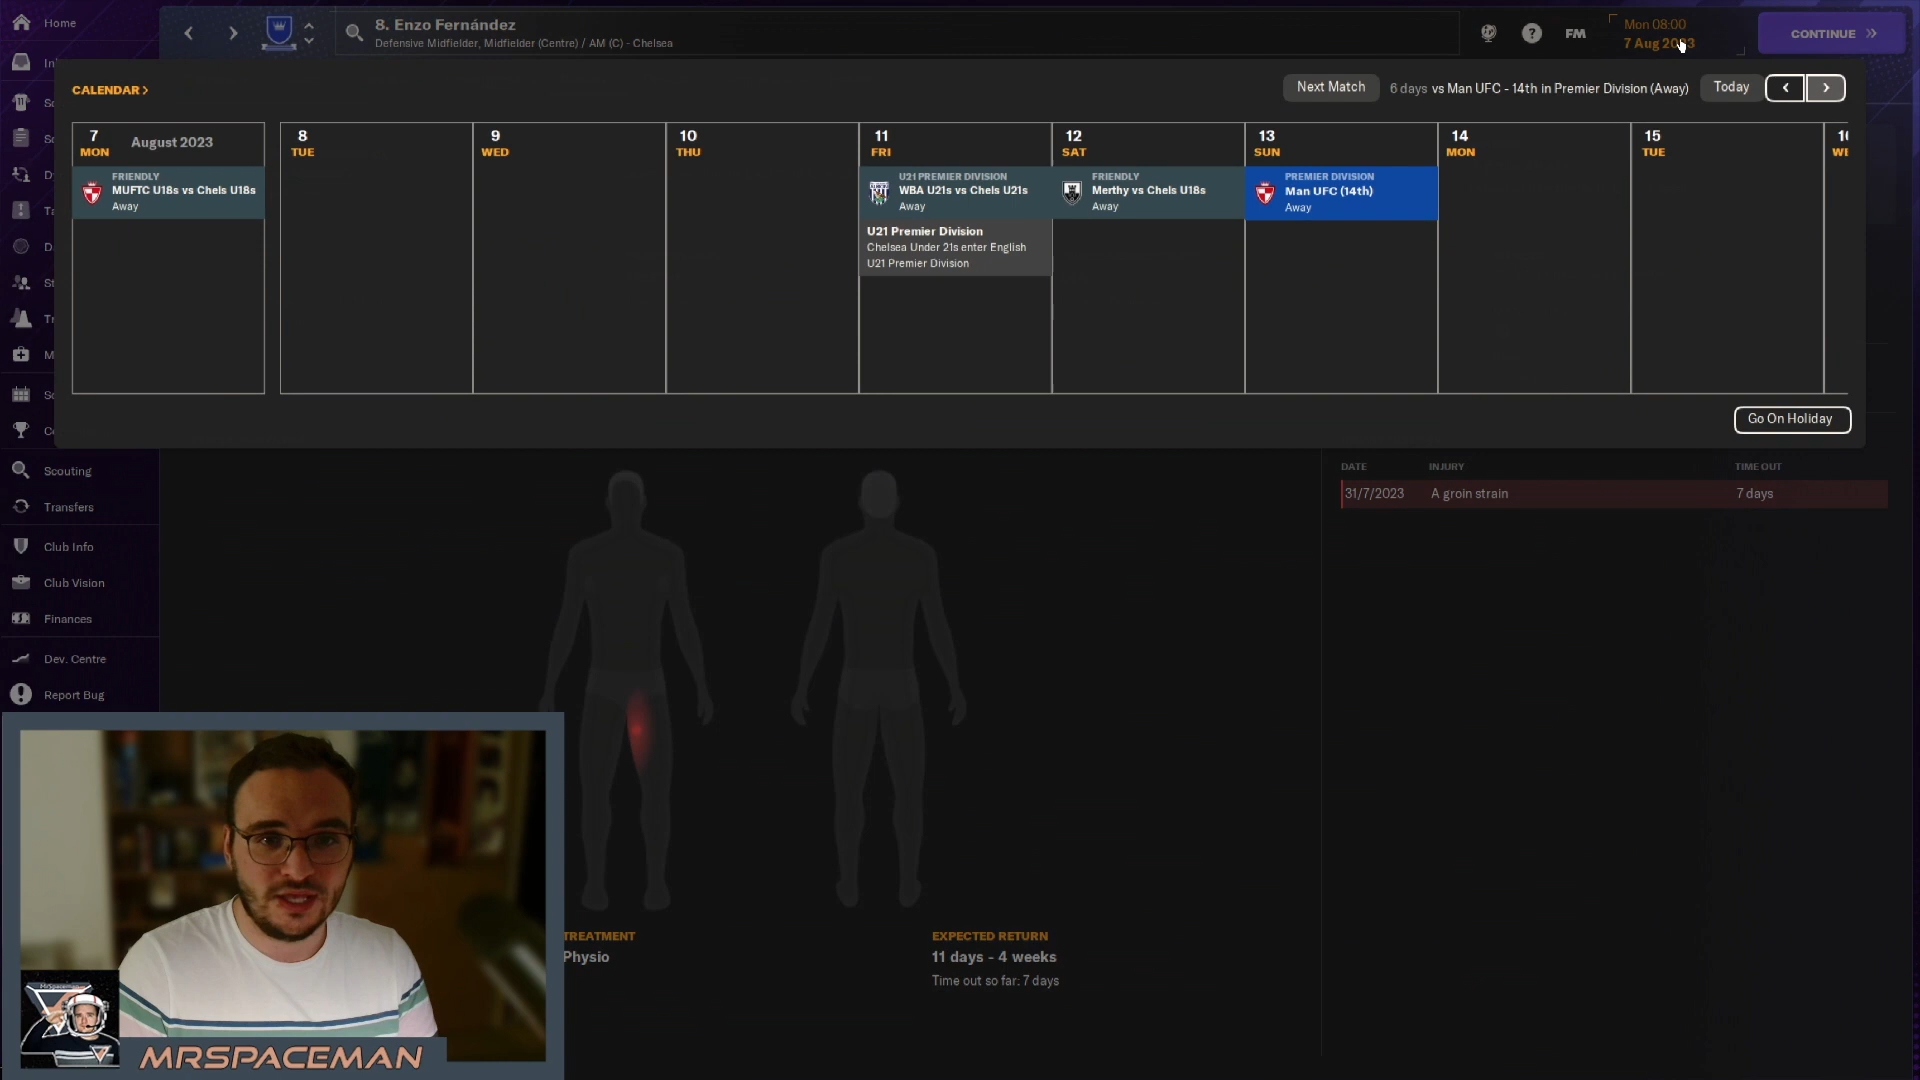 Home
8. Enzo Fernández
Defensive Midfielder, Midfielder (Centre) / AM (C) - Chelsea
FM
Mon 08:00
7 Aug 2023
CONTINUE
In
CALENDAR
Next Match
6 days vs Man UFC - 14th in Premier Division (Away)
Today
7
MON
August 2023
8
TUE
9
WED
10
THU
11
FRI
12
SAT
13
SUN
14
MON
15
TUE
FRIENDLY
MUFTC U18s vs Chels U18s
Away
U21 PREMIER DIVISION
WBA U21s vs Chels U21s
Away
FRIENDLY
Merthy vs Chels U18s
Away
PREMIER DIVISION
Man UFC (14th)
Away
U21 Premier Division
Chelsea Under 21s enter English
U21 Premier Division
Go On Holiday
Scouting
Transfers
Club Info
Club Vision
Finances
Dev. Centre
Report Bug
DATE INJURY TIME OUT
31/7/2023 A groin strain 7 days
TREATMENT
Physio
EXPECTED RETURN
11 days - 4 weeks
Time out so far: 7 days
MRSPACEMAN